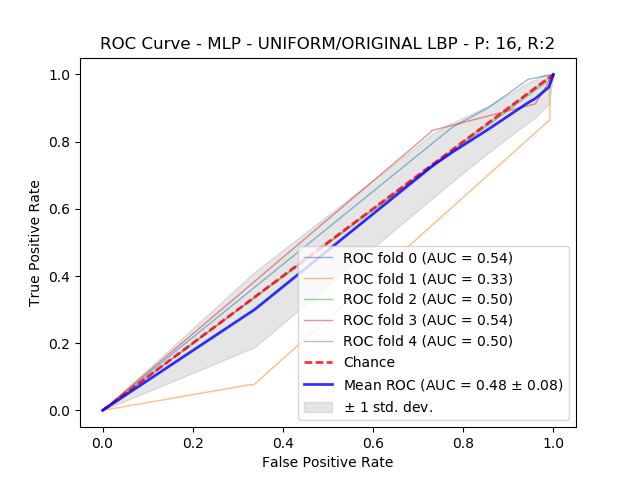 ROC Curve - MLP - UNIFORM/ORIGINAL LBP - P: 16, R:2
True Positive Rate
1.0
0.8
0.6
0.4
0.2
0.0
ROC fold 0 (AUC = 0.54)
ROC fold 1 (AUC = 0.33)
ROC fold 2 (AUC = 0.50)
ROC fold 3 (AUC = 0.54)
ROC fold 4 (AUC = 0.50)
Chance
Mean ROC (AUC = 0.48 ± 0.08)
± 1 std. dev.
0.0 0.2 0.4 0.6 0.8 1.0
False Positive Rate